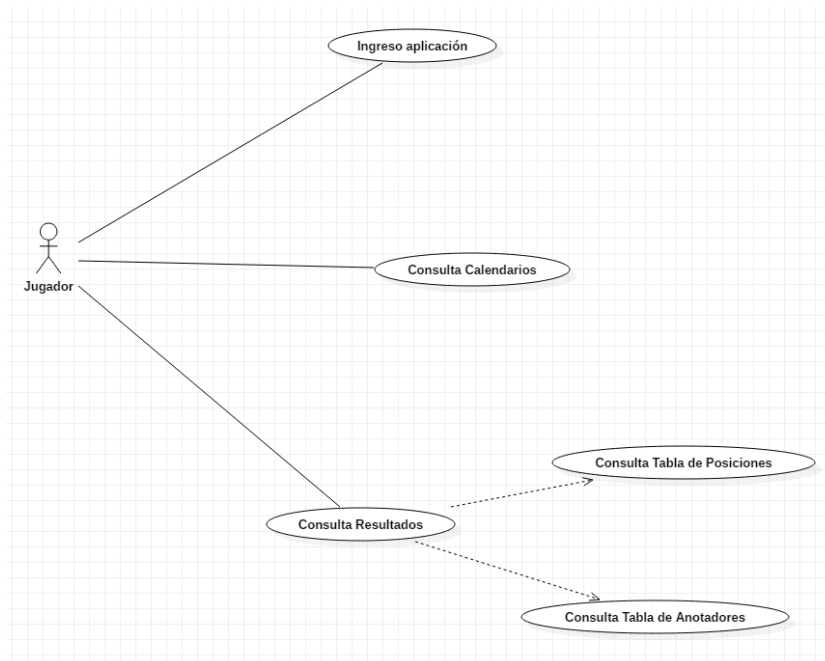 Ingreso aplicación
Consulta Calendarios
Jugador
Consulta Tabla de Posiciones
Consulta Resultados
Consulta Tabla de Anotadores